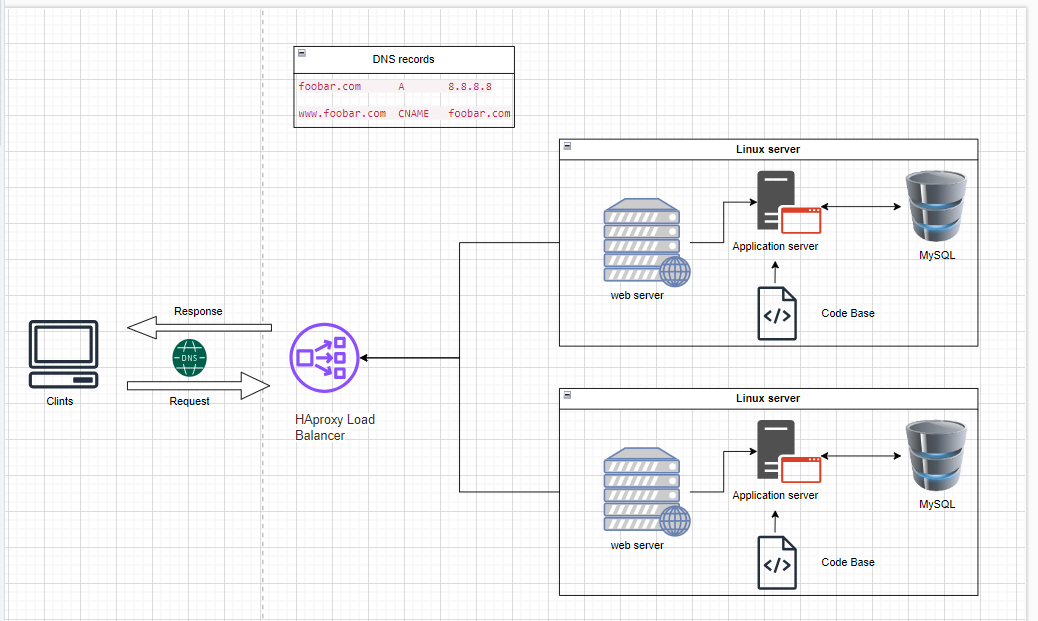 DNS records
foobar.com A 8.8.8.8
www.foobar.com CNAME foobar.com
Linux server
Application server
MySQL
web server
Code Base
Response
DNS
Clints
Request
HAproxy Load
Balancer
Linux server
Application server
MySQL
web server
Code Base